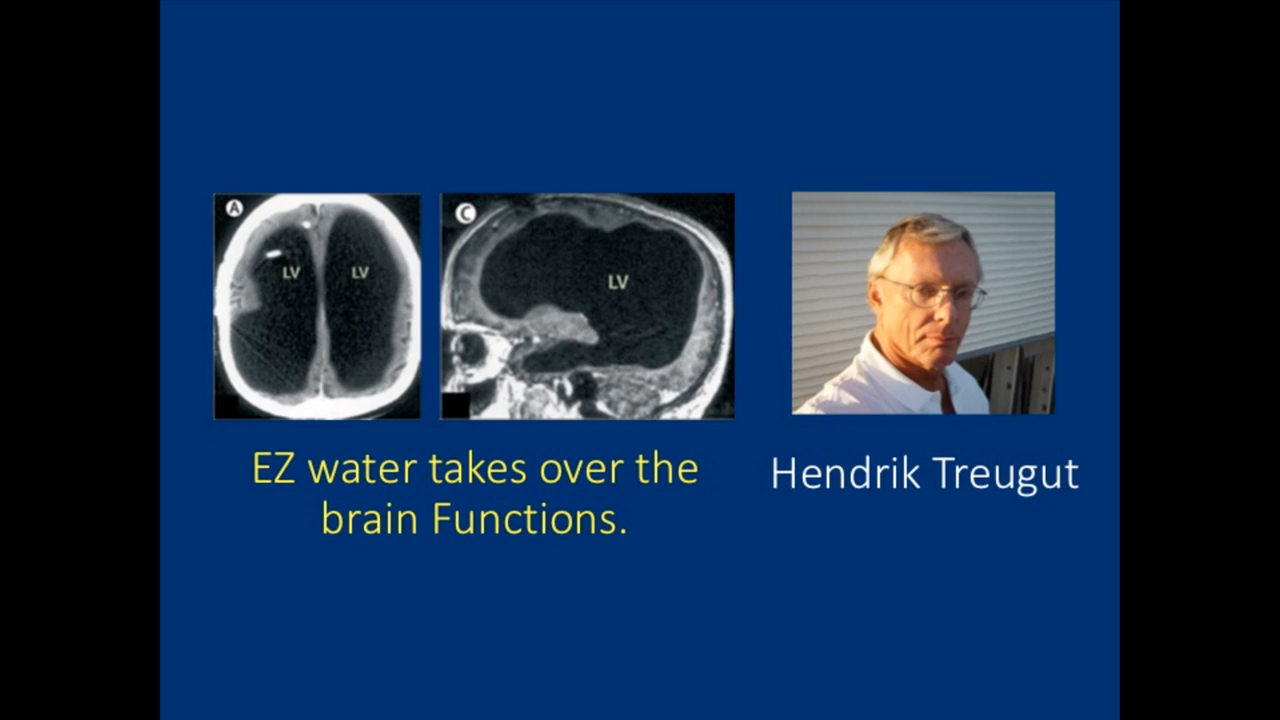 A
LV
LV
C
LV
EZ water takes over the
brain Functions.
Hendrik Treugut